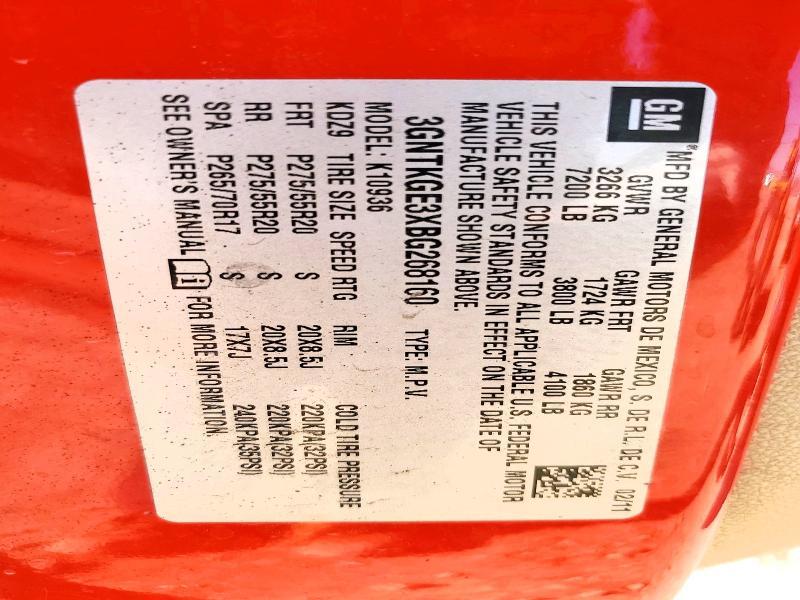 GM
®MFD BY GENERAL MOTORS DE MEXICO, S. DE R.L. DE C.V. 02/11
GVWR GAWR FRT GAWR RR
3266 KG 1724 KG 1860 KG
7200 LB 3800 LB 4100 LB
THIS VEHICLE CONFORMS TO ALL APPLICABLE U.S. FEDERAL MOTOR
VEHICLE SAFETY STANDARDS IN EFFECT ON THE DATE OF
MANUFACTURE SHOWN ABOVE.
3GNTKGE3XBG288160 TYPE: M.P.V.
MODEL: K10936
KDZ9 TIRE SIZE SPEED RTG RIM COLD TIRE PRESSURE
FRT P275/55R20 S 20X8.5J 220KPA(32PSI)
RR P275/55R20 S 20X8.5J 220KPA(32PSI)
SPA P265/70R17 S 17X7J 240KPA(35PSI)
SEE OWNER'S MANUAL FOR MORE INFORMATION.